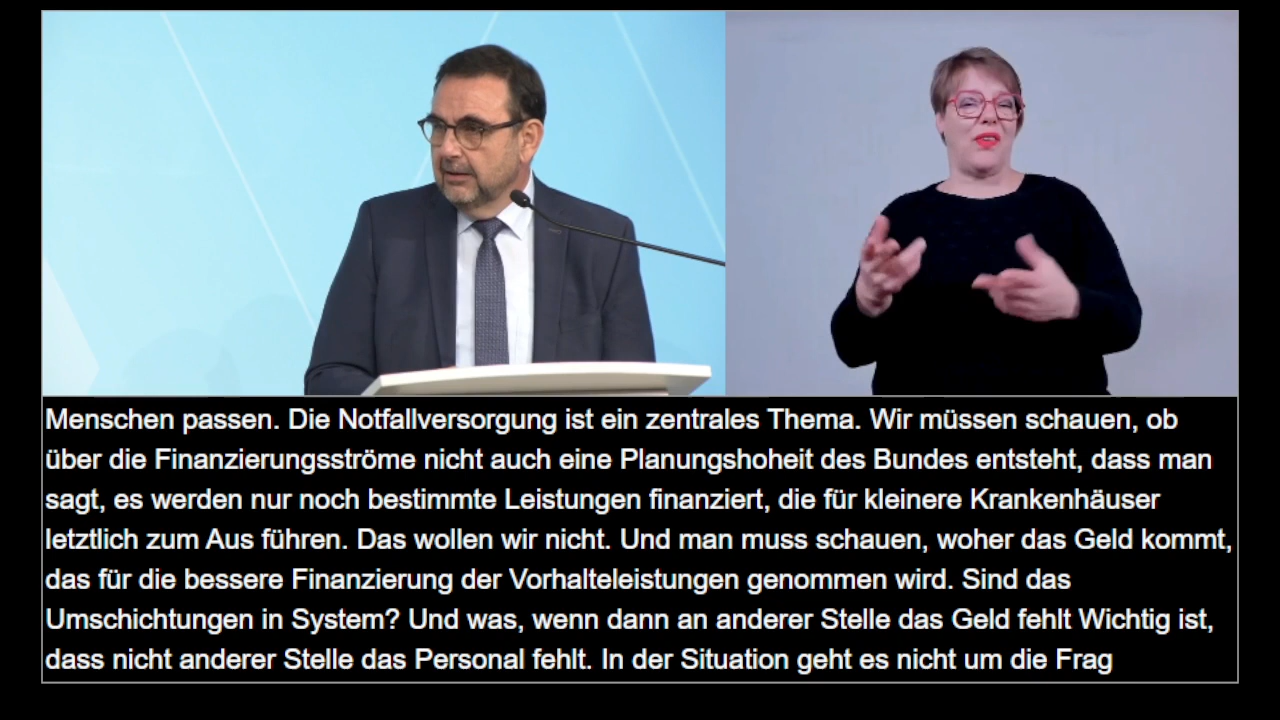 Menschen passen. Die Notfallversorgung ist ein zentrales Thema. Wir müssen schauen, ob
über die Finanzierungsströme nicht auch eine Planungshoheit des Bundes entsteht, dass man
sagt, es werden nur noch bestimmte Leistungen finanziert, die für kleinere Krankenhäuser
letztlich zum Aus führen. Das wollen wir nicht. Und man muss schauen, woher das Geld kommt,
das für die bessere Finanzierung der Vorhalteleistungen genommen wird. Sind das
Umschichtungen in System? Und was, wenn dann an anderer Stelle das Geld fehlt Wichtig ist,
dass nicht anderer Stelle das Personal fehlt. In der Situation geht es nicht um die Frag